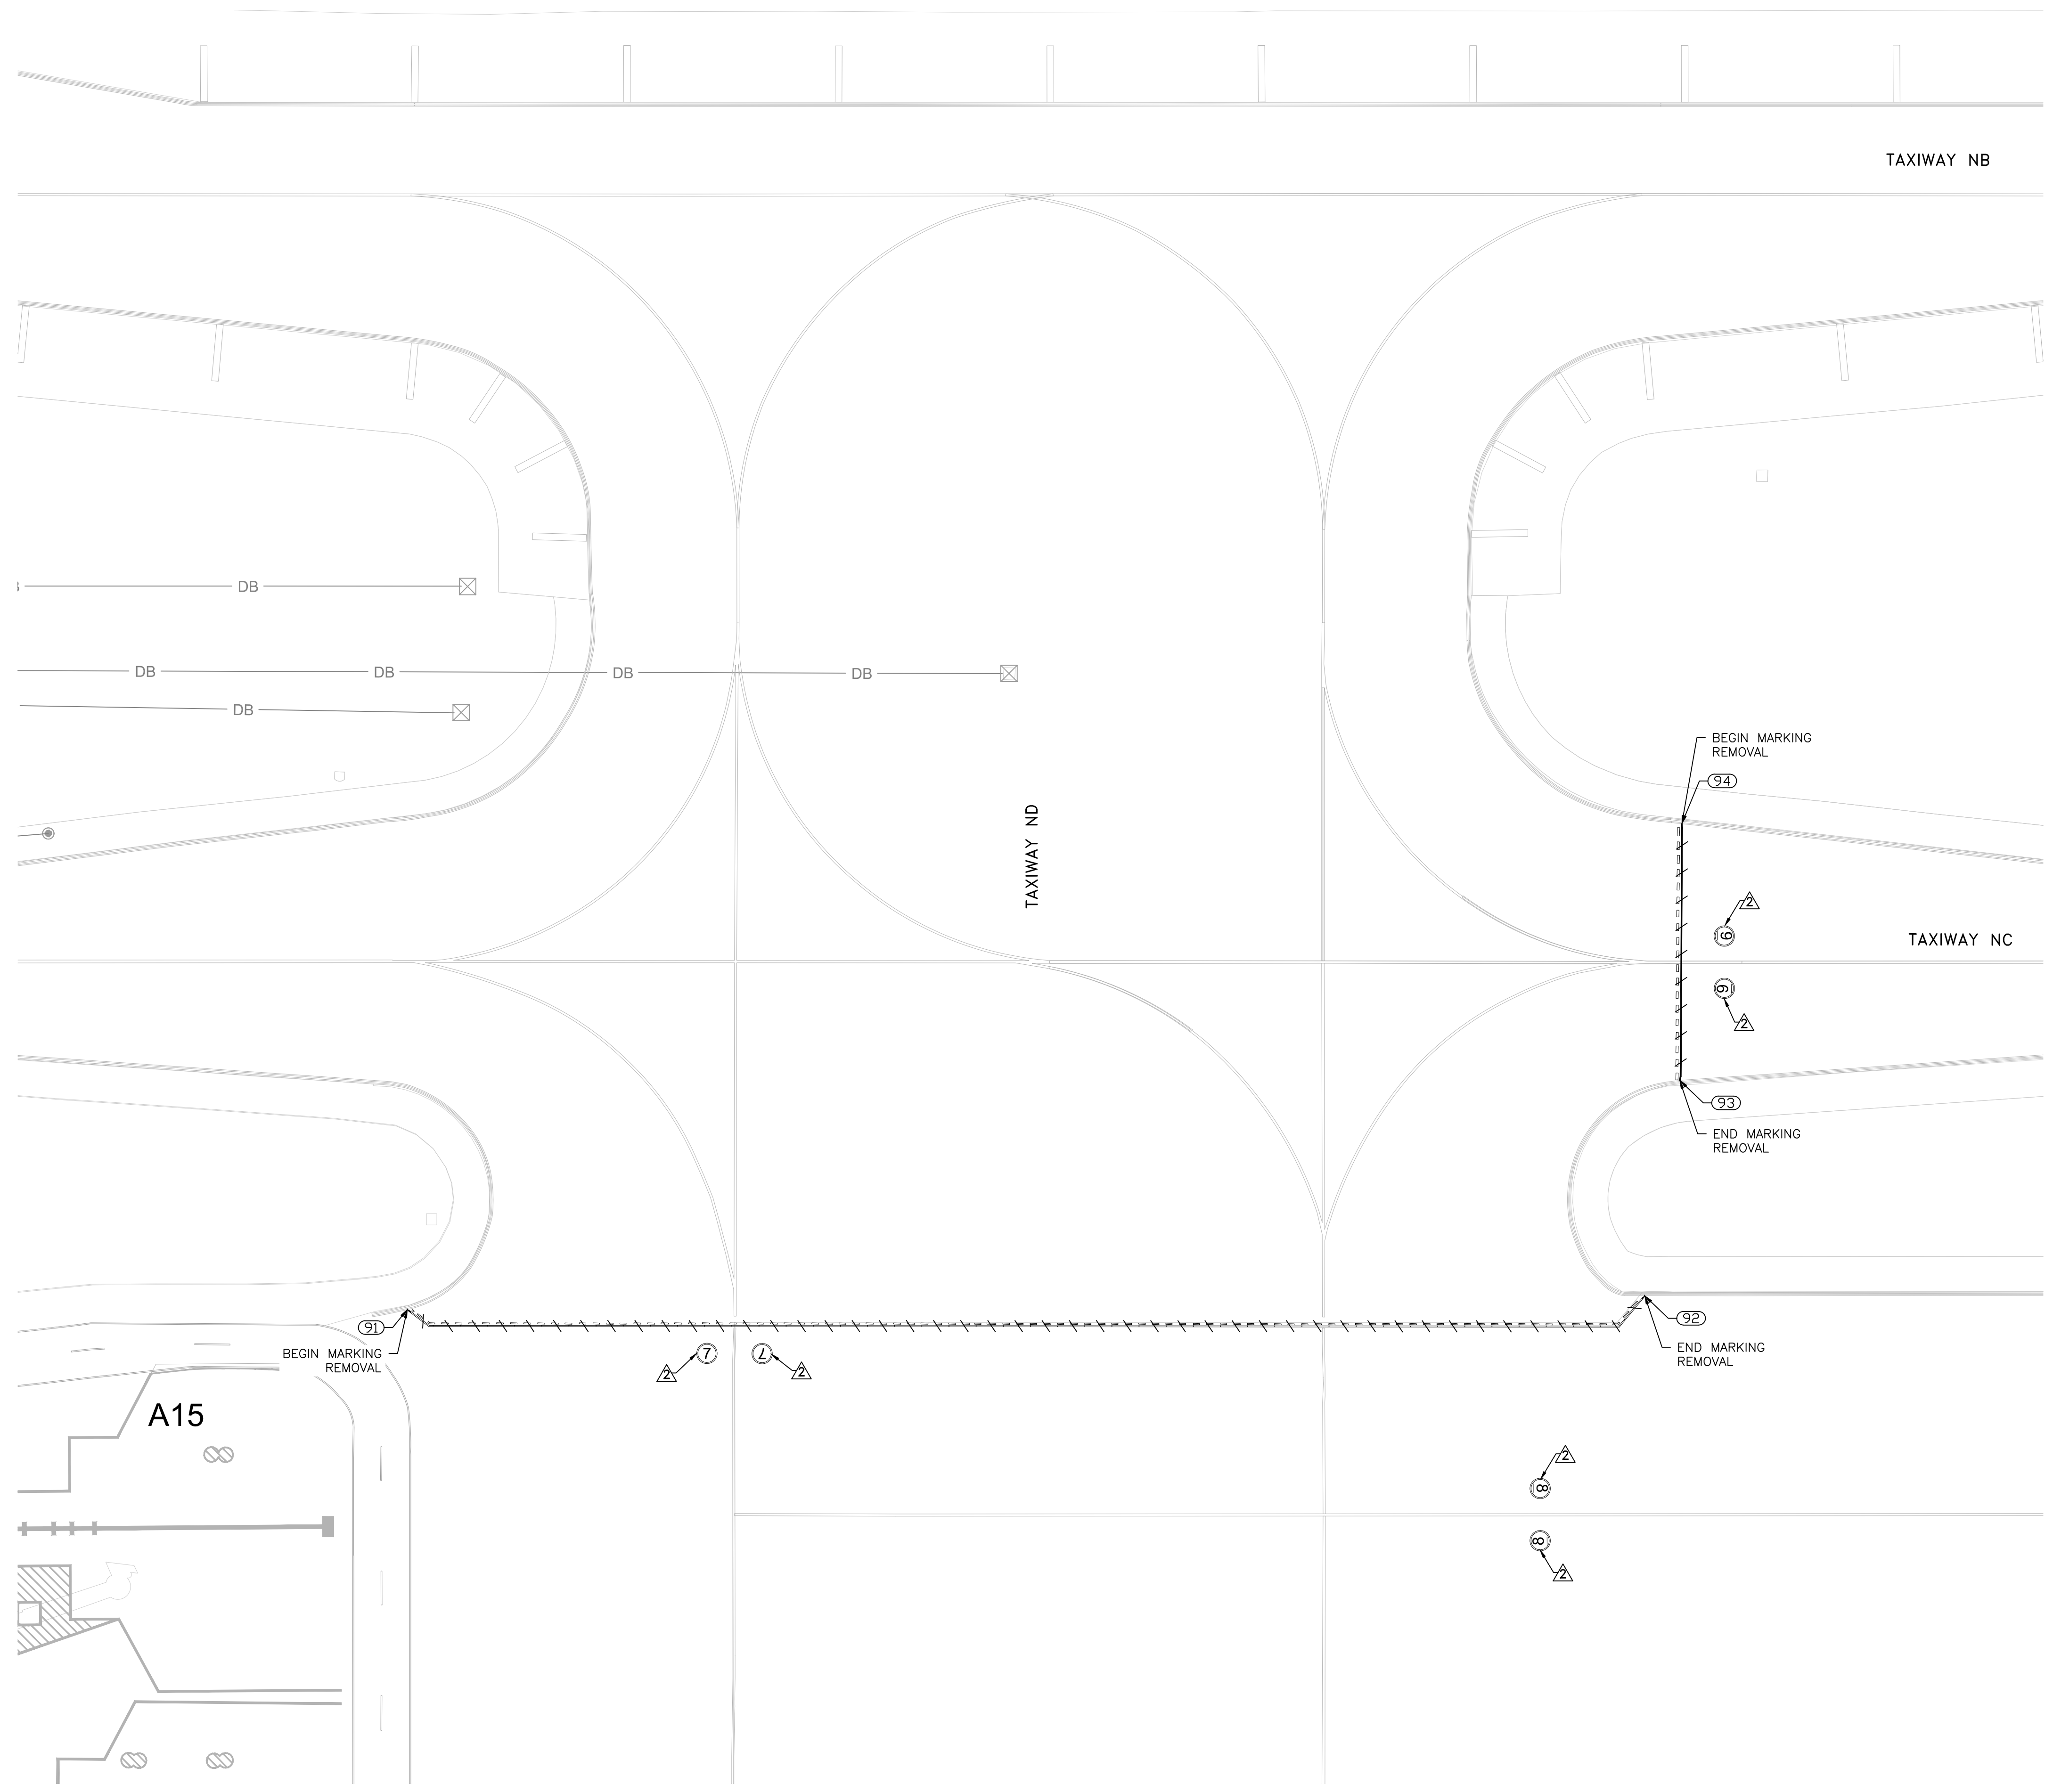 TAXIWAY NB
DB
DB
DB
DB
DB
DB
BEGIN MARKING
REMOVAL
94
TAXIWAY ND
2
6
TAXIWAY NC
6
2
93
END MARKING
REMOVAL
91
92
BEGIN MARKING
REMOVAL
7
7
2
2
END MARKING
REMOVAL
A15
2
8
8
2